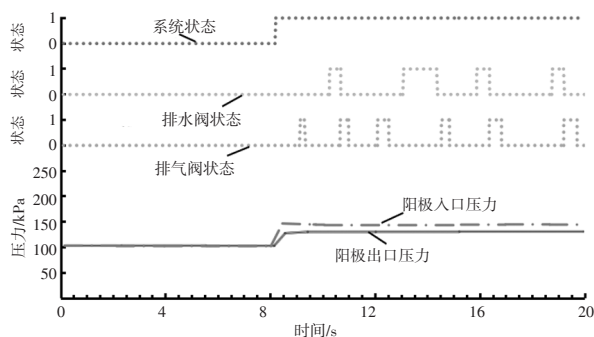 状态
1
0
系统状态
状态
1
0
排水阀状态
状态
1
0
排气阀状态
压力/kPa
250
200
150
100
50
阳极入口压力
阳极出口压力
0
4
8
12
16
20
时间/s